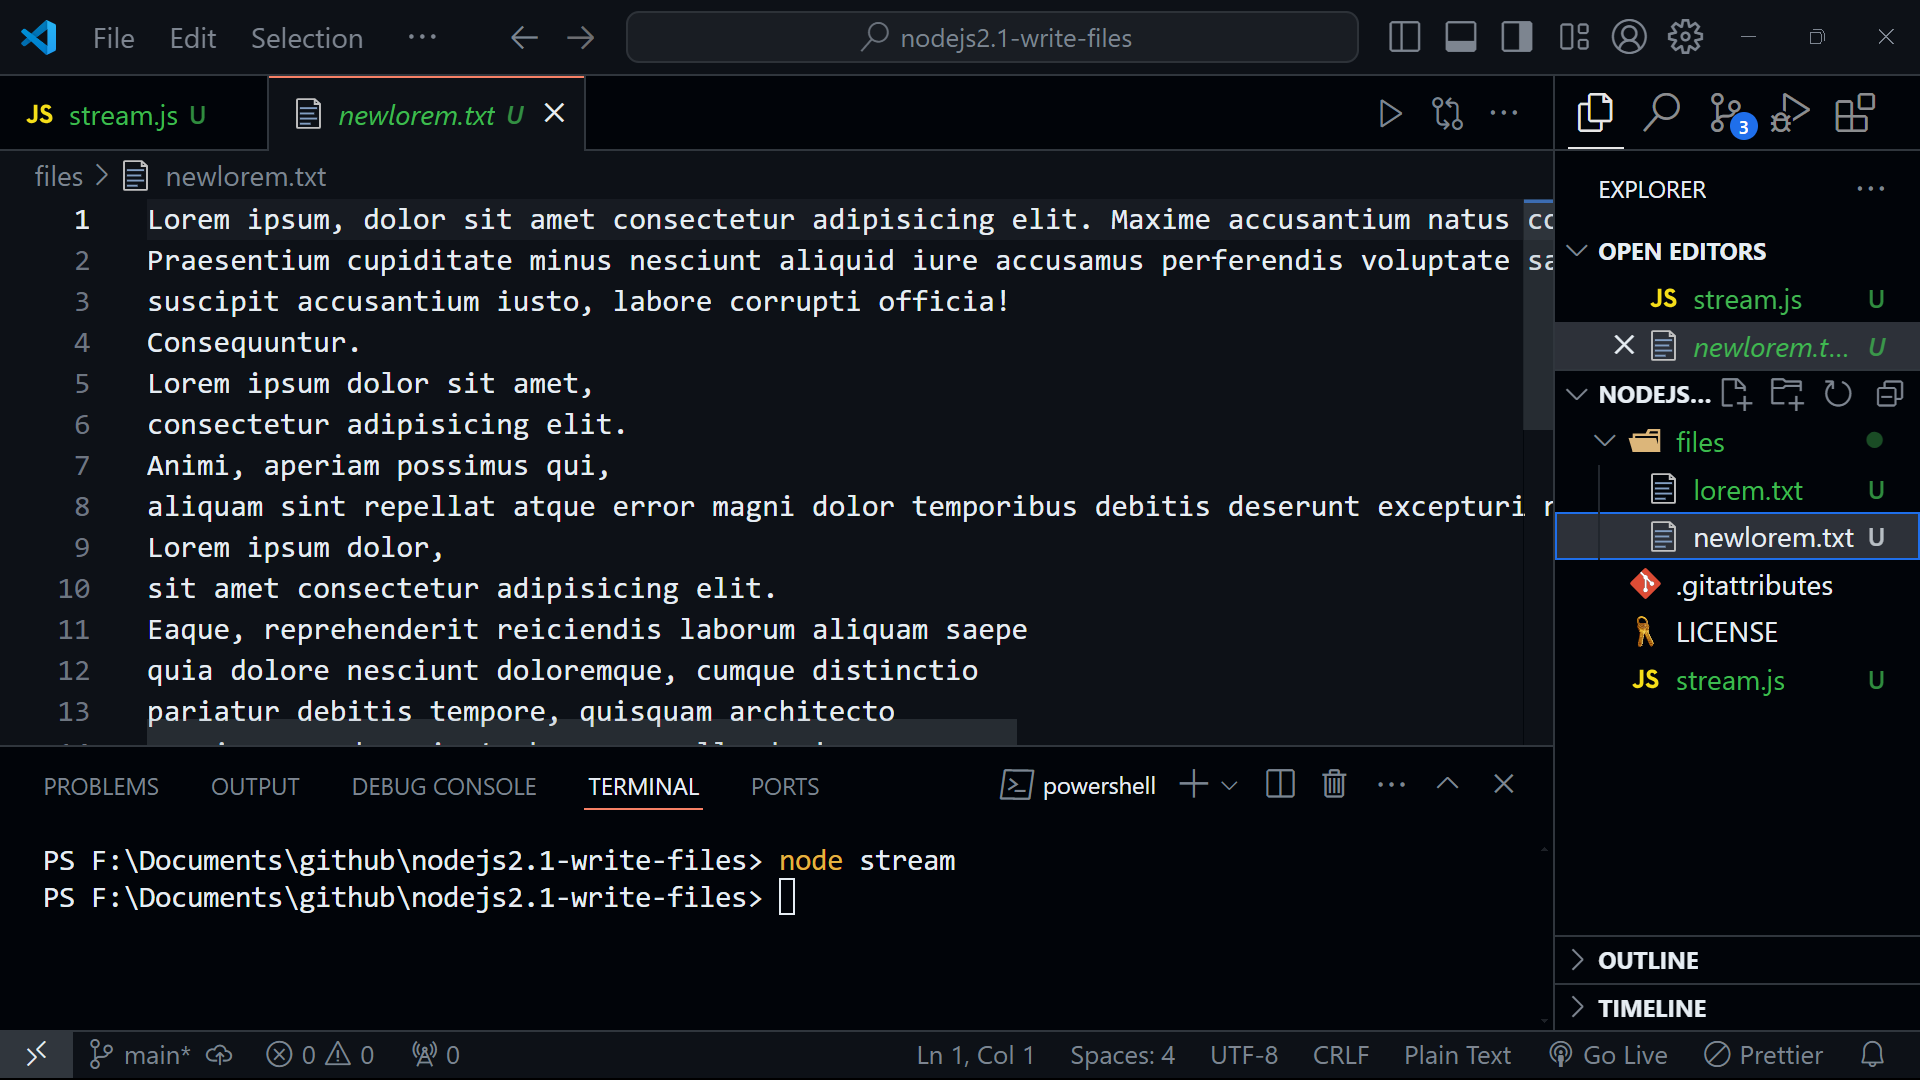 File Edit Selection ··· nodejs2.1-write-files
JS stream.js U newlorem.txt U
files > newlorem.txt
1 Lorem ipsum, dolor sit amet consectetur adipisicing elit. Maxime accusantium natus co
2 Praesentium cupiditate minus nesciunt aliquid iure accusamus perferendis voluptate sa
3 suscipit accusantium iusto, labore corrupti officia!
4 Consequuntur.
5 Lorem ipsum dolor sit amet,
6 consectetur adipisicing elit.
7 Animi, aperiam possimus qui,
8 aliquam sint repellat atque error magni dolor temporibus debitis deserunt excepturi
9 Lorem ipsum dolor,
10 sit amet consectetur adipisicing elit.
11 Eaque, reprehenderit reiciendis laborum aliquam saepe
12 quia dolore nesciunt doloremque, cumque distinctio
13 pariatur debitis tempore, quisquam architecto
3
EXPLORER
OPEN EDITORS
JS stream.js U
newlorem.t... U
NODEJS...
files
lorem.txt U
newlorem.txt U
.gitattributes
LICENSE
JS stream.js U
OUTLINE
TIMELINE
PROBLEMS OUTPUT DEBUG CONSOLE TERMINAL PORTS powershell
PS F:\Documents\github\nodejs2.1-write-files> node stream
PS F:\Documents\github\nodejs2.1-write-files>
main* 0 0 0 Ln 1, Col 1 Spaces: 4 UTF-8 CRLF Plain Text Go Live Prettier